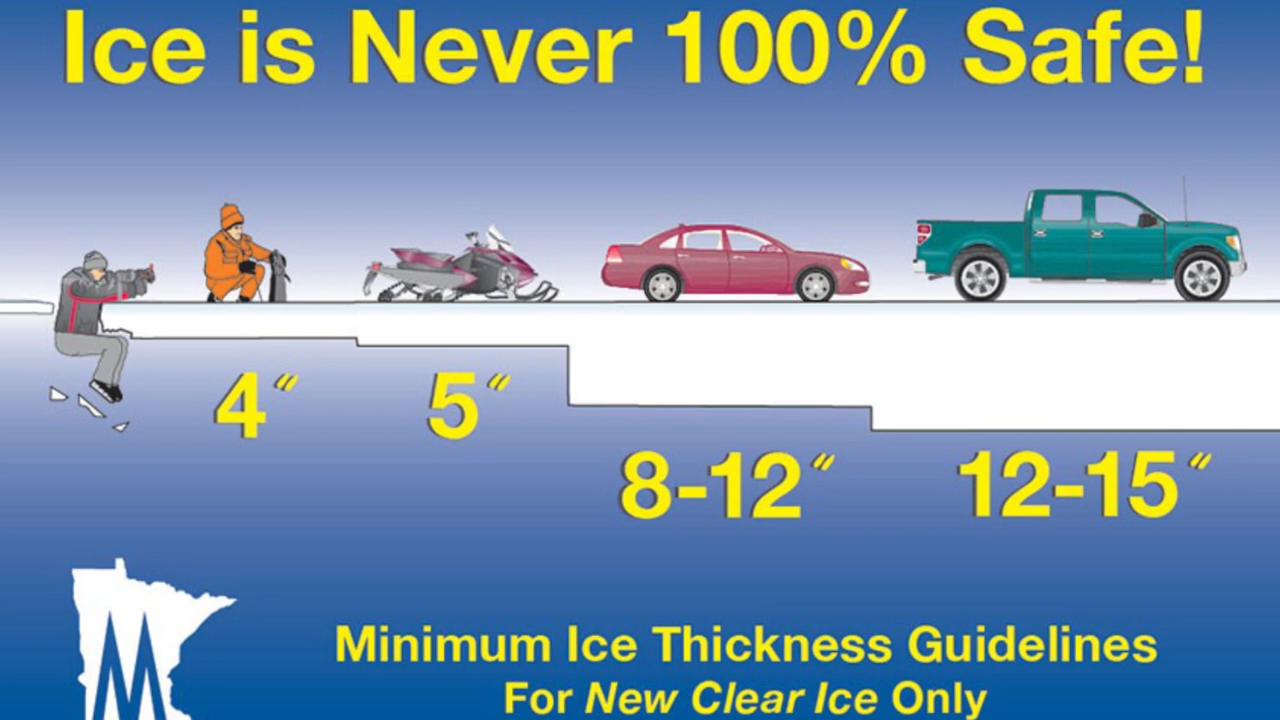 Ice is Never 100% Safe!
4″
5″
8-12″
12-15″
M
Minimum Ice Thickness Guidelines
For New Clear Ice Only